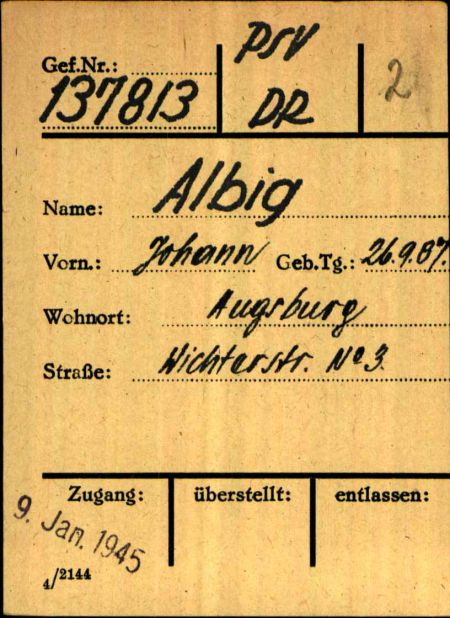 Gef.Nr.:
137813
PSV
DR
2
Name: Albig
Vorn.: Johann Geb.Tg.: 26.9.87.
Wohnort: Augsburg
Straße: Wichterstr. No 3.
Zugang: überstellt: entlassen:
9. Jan. 1945
4/2144